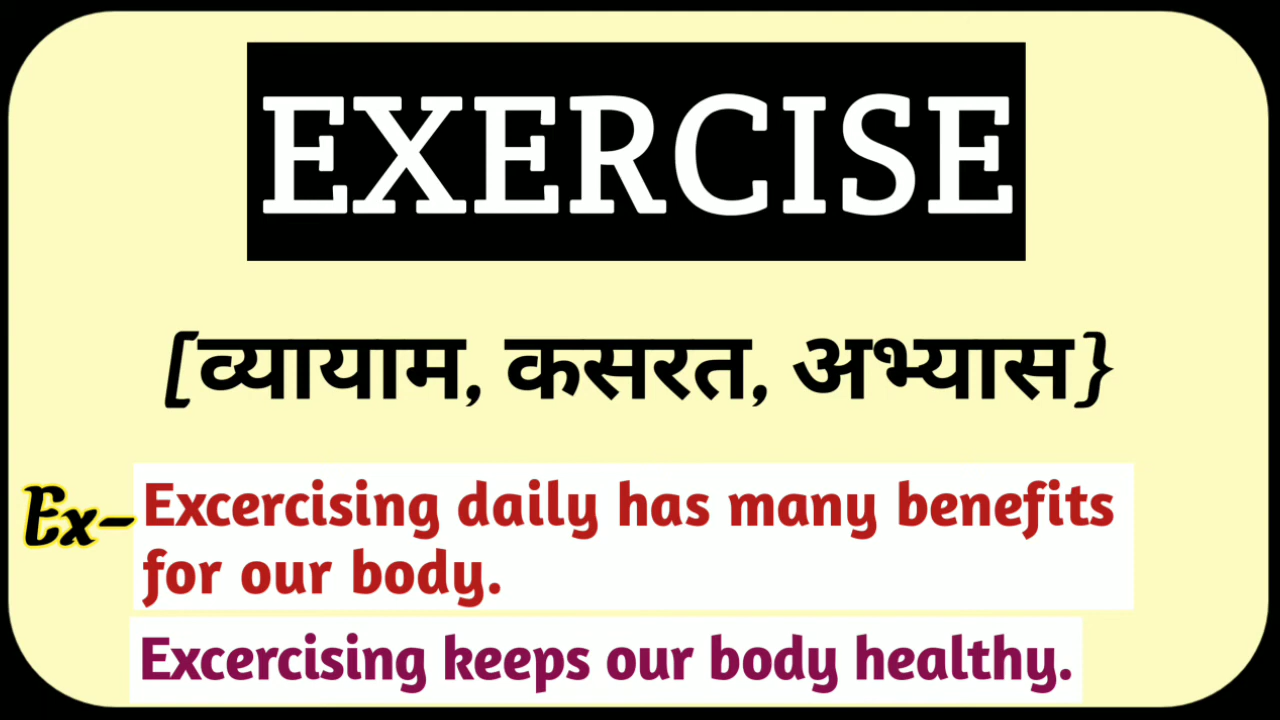 EXERCISE
[व्यायाम, कसरत, अभ्यास}
Ex- Excercising daily has many benefits
for our body.
Excercising keeps our body healthy.